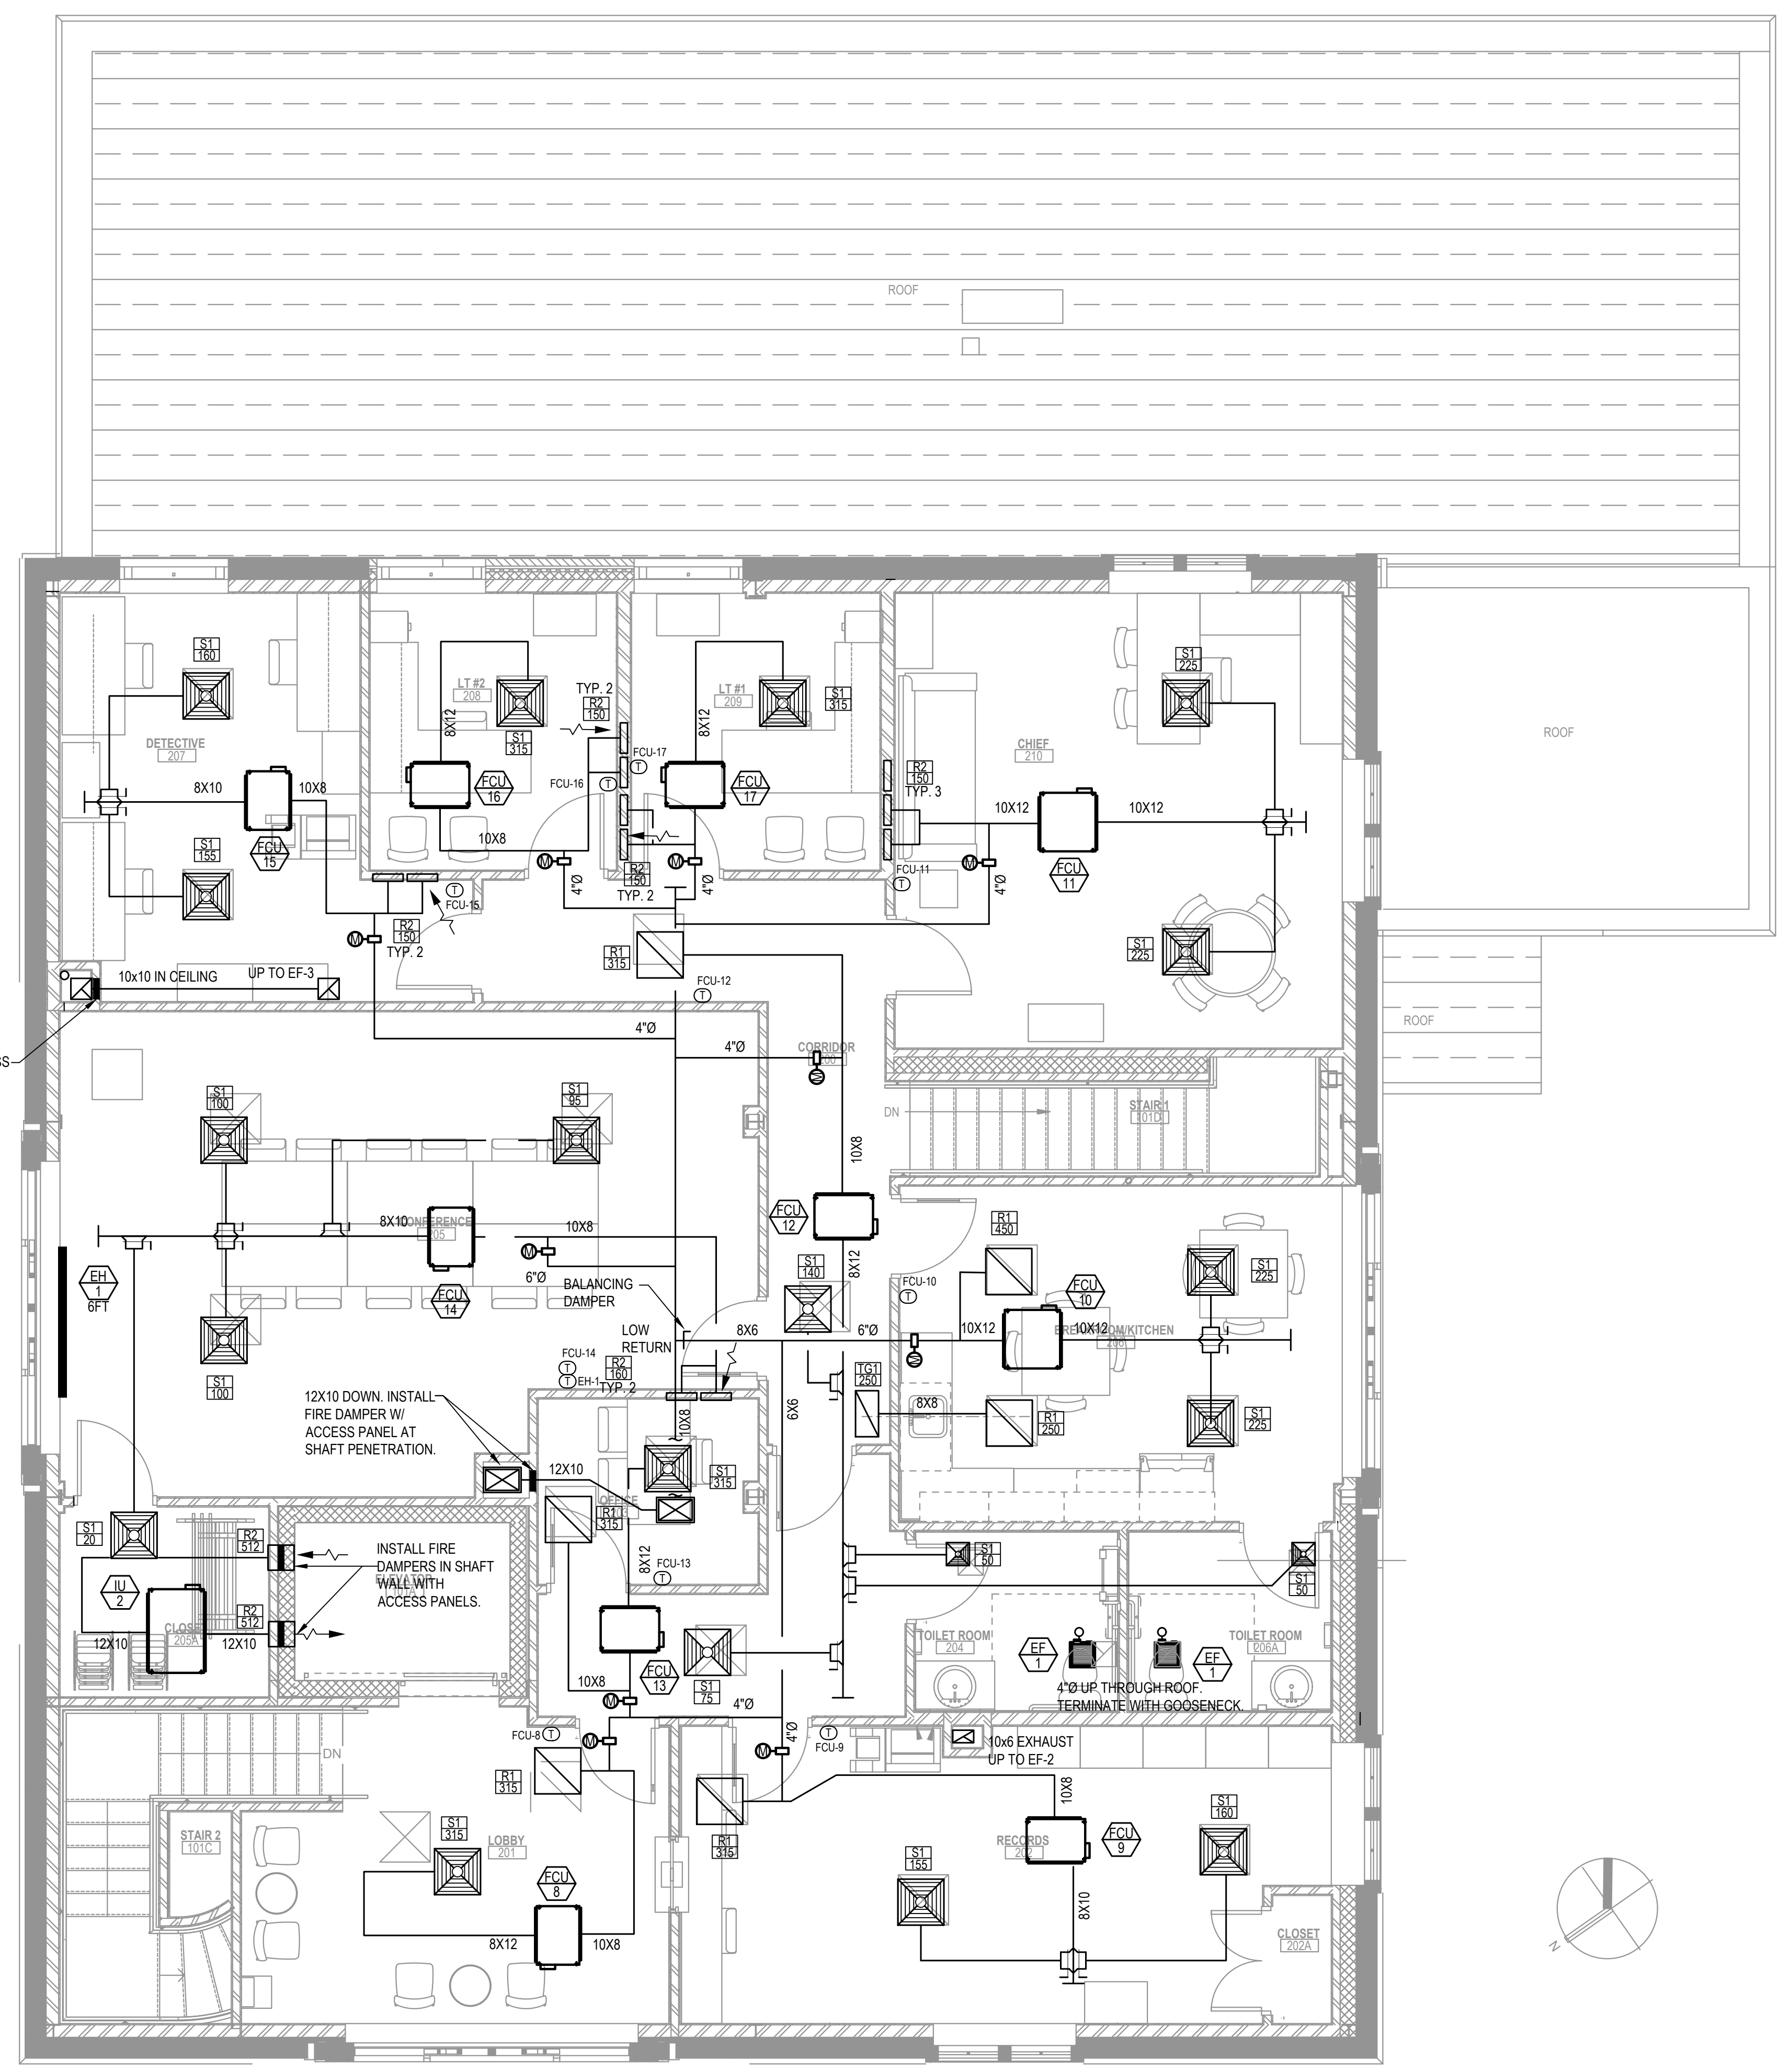 ROOF
ROOF
ROOF
S1
160
DETECTIVE
207
8X10
10X8
FCU
15
S1
155
LT #2
208
8X12
S1
315
TYP. 2
R2
150
FCU-17
T
FCU-16
T
FCU
16
10X8
M
4"Ø
LT #1
209
8X12
S1
315
FCU
17
R2
150
TYP. 2
M
4"Ø
R2
150
TYP. 3
FCU-11
T
CHIEF
210
S1
225
10X12
10X12
FCU
11
M
4"Ø
S1
225
T
FCU-15
R2
150
TYP. 2
M
10x10 IN CEILING
UP TO EF-3
SS
R1
315
FCU-12
T
4"Ø
4"Ø
M
CORRIDOR
10X8
DN
STAIR 1
101D
S1
100
S1
95
8X10
CONFERENCE
205
10X8
FCU
14
M
6"Ø
EH
1
6FT
S1
100
BALANCING
DAMPER
LOW
RETURN
8X6
FCU-14
T
T
EH-1
R2
160
TYP. 2
FCU
12
8X12
S1
140
6"Ø
M
FCU-10
T
R1
450
10X12
FCU
10
10X12
BREAKROOM/KITCHEN
S1
225
S1
225
TG1
250
8X8
R1
250
6X6
12X10 DOWN. INSTALL
FIRE DAMPER W/
ACCESS PANEL AT
SHAFT PENETRATION.
12X10
10X8
S1
315
OFFICE
R1
315
8X12
FCU-13
T
S1
20
R2
512
INSTALL FIRE
DAMPERS IN SHAFT
WALL WITH
ACCESS PANELS.
ELEVATOR
101A
IU
2
R2
512
CLOSET
205A
12X10
12X10
FCU
13
10X8
M
S1
75
4"Ø
S1
50
S1
50
TOILET ROOM
204
EF
1
EF
1
TOILET ROOM
206A
4"Ø UP THROUGH ROOF.
TERMINATE WITH GOOSENECK.
DN
FCU-8
T
M
R1
315
M
4"Ø
T
FCU-9
10x6 EXHAUST
UP TO EF-2
R1
315
10X8
STAIR 2
101C
S1
315
LOBBY
201
FCU
8
8X12
10X8
S1
155
RECORDS
202
FCU
9
S1
160
8X10
CLOSET
202A
N